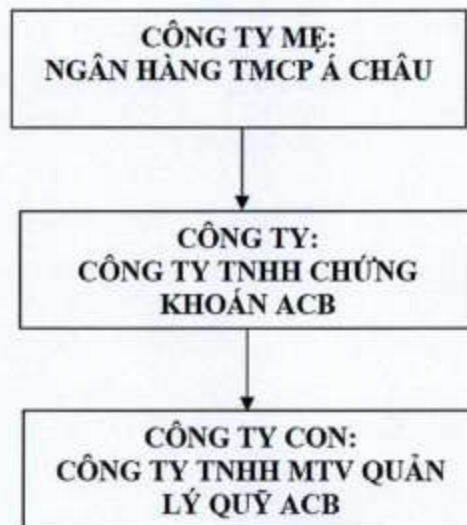 CÔNG TY MẸ:
NGÂN HÀNG TMCP Á CHÂU
CÔNG TY:
CÔNG TY TNHH CHỨNG
KHOÁN ACB
CÔNG TY CON:
CÔNG TY TNHH MTV QUẢN
LÝ QUỸ ACB